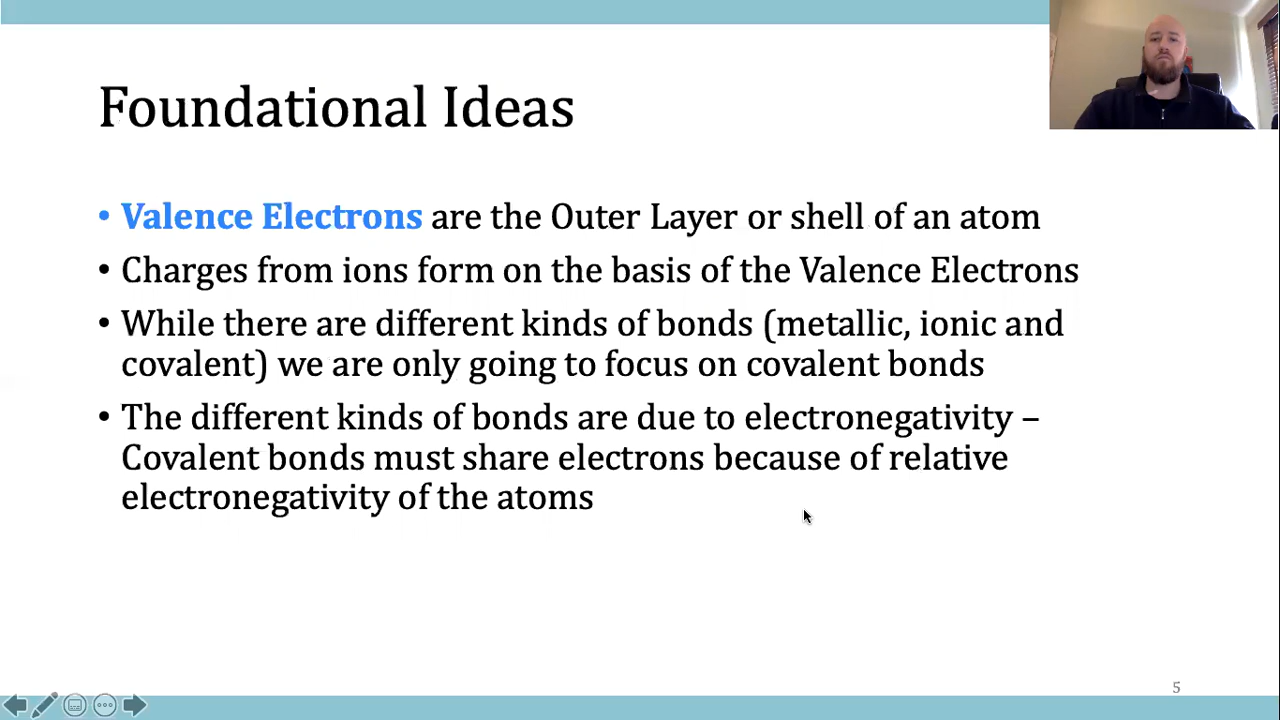 Foundational Ideas
• Valence Electrons are the Outer Layer or shell of an atom
• Charges from ions form on the basis of the Valence Electrons
• While there are different kinds of bonds (metallic, ionic and
covalent) we are only going to focus on covalent bonds
• The different kinds of bonds are due to electronegativity –
Covalent bonds must share electrons because of relative
electronegativity of the atoms
5